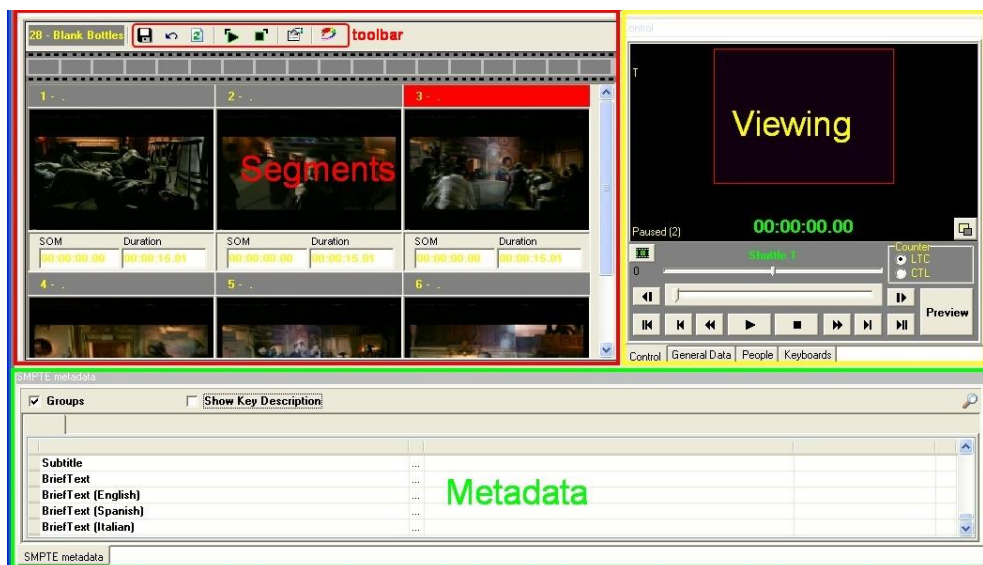 28 - Blank Bottles toolbar
1 - .
2 - .
3 - .
Segments
SOM Duration
00:00:00.00 00:00:15.01
SOM Duration
00:00:00.00 00:00:15.01
SOM Duration
00:00:00.00 00:00:15.01
4 - .
5 - .
6 - .
ontrol
T
Viewing
Paused (2) 00:00:00.00
Shuttle 1
0
Counter
LTC
CTL
Preview
Control General Data People Keyboards
SMPTE metadata
Groups Show Key Description
Subtitle ...
BriefText ...
BriefText (English) ...
BriefText (Spanish) ...
BriefText (Italian) ...
Metadata
SMPTE metadata